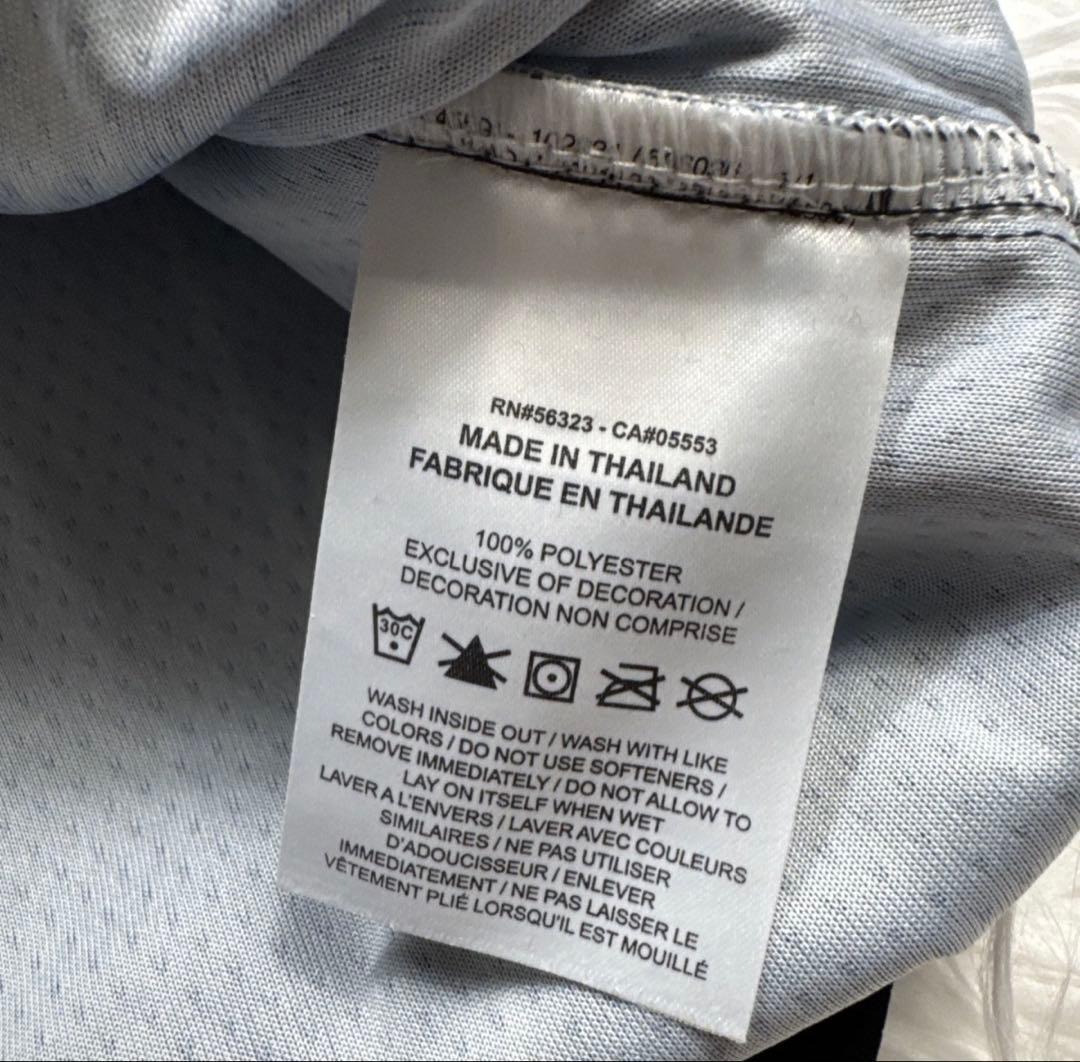 RN#56323 - CA#05553
MADE IN THAILAND
FABRIQUE EN THAILANDE
100% POLYESTER
EXCLUSIVE OF DECORATION /
DECORATION NON COMPRISE
30C
WASH INSIDE OUT / WASH WITH LIKE
COLORS / DO NOT USE SOFTENERS /
REMOVE IMMEDIATELY / DO NOT ALLOW TO
LAY ON ITSELF WHEN WET
LAVER A L'ENVERS / LAVER AVEC COULEURS
SIMILAIRES / NE PAS UTILISER
D'ADOUCISSEUR / ENLEVER
IMMEDIATEMENT / NE PAS LAISSER LE
VÊTEMENT PLIÉ LORSQU'IL EST MOUILLÉ